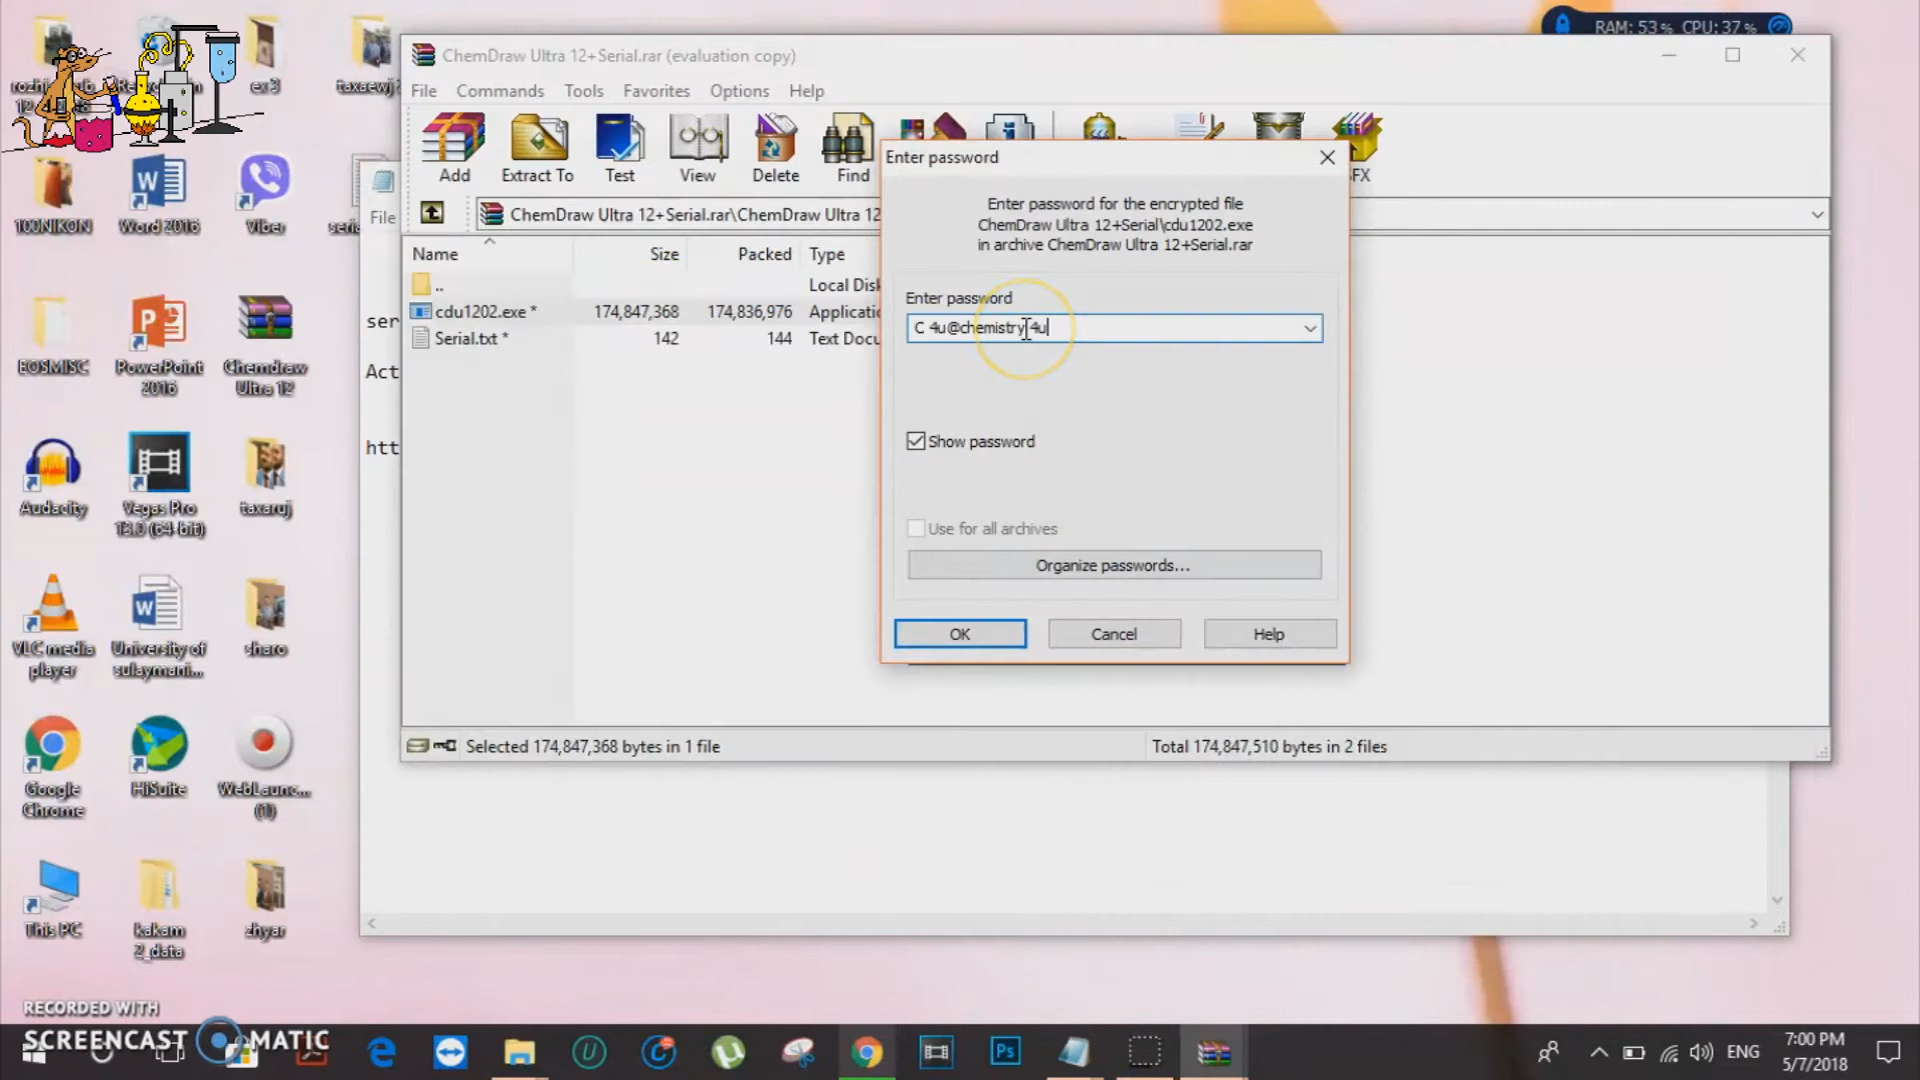 RAM: 53 % CPU: 37 %
ChemDraw Ultra 12+Serial.rar (evaluation copy)
File Commands Tools Favorites Help
Add Extract To Test View Delete Find
ChemDraw Ultra 12+Serial.rar\ChemDraw Ultra 12
Name Size Packed Type
..
Local Disk
cdu1202.exe * 174,847,368 174,836,976 Applicatio
Serial.txt * 142 144 Text Docu
Selected 174,847,368 bytes in 1 file
Total 174,847,510 bytes in 2 files
Enter password
Enter password for the encrypted file
ChemDraw Ultra 12+Serial\cdu1202.exe
in archive ChemDraw Ultra 12+Serial.rar
Enter password
C 4u@chemistry 4u
Show password
Use for all archives
Organize passwords...
OK Cancel Help
File
ser
Act
htt
ex 3
100NIKON
Word 2016
Viber
EOSMISC
PowerPoint
2016
Chemdraw
Ultra 12
Audacity
Vegas Pro
13.0 (64-bit)
taxaruj
VLC media
player
University of
sulaymani...
sharo
Google
Chrome
HiSuite
WebLaunc...
(1)
This PC
kakam
2_data
zhyar
RECORDED WITH
SCREENCAST MATIC
Ps
ENG
7:00 PM
5/7/2018